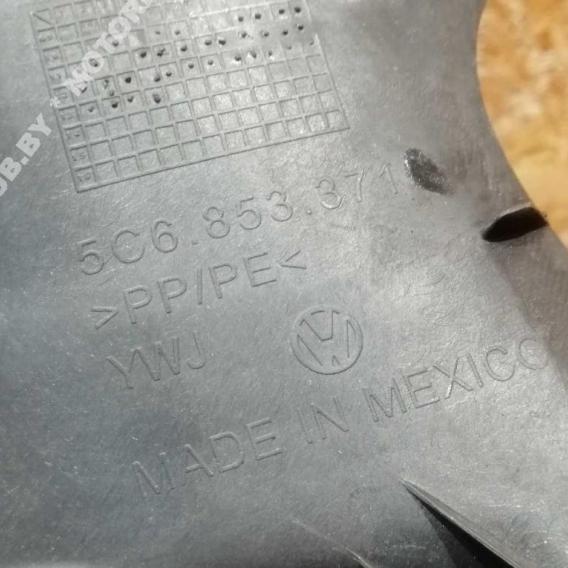 5C6.853.371
>PP/PE<
YWJ
MADE IN MEXICO